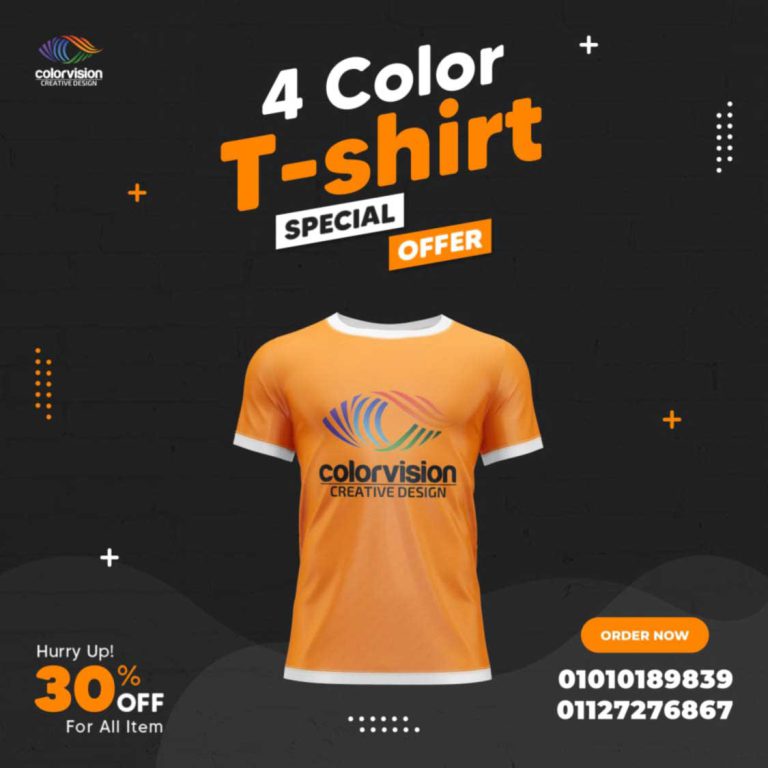 colorvision
CREATIVE DESIGN
4 Color
T-shirt
SPECIAL
OFFER
colorvision
CREATIVE DESIGN
Hurry Up!
30% OFF
For All Item
ORDER NOW
01010189839
01127276867